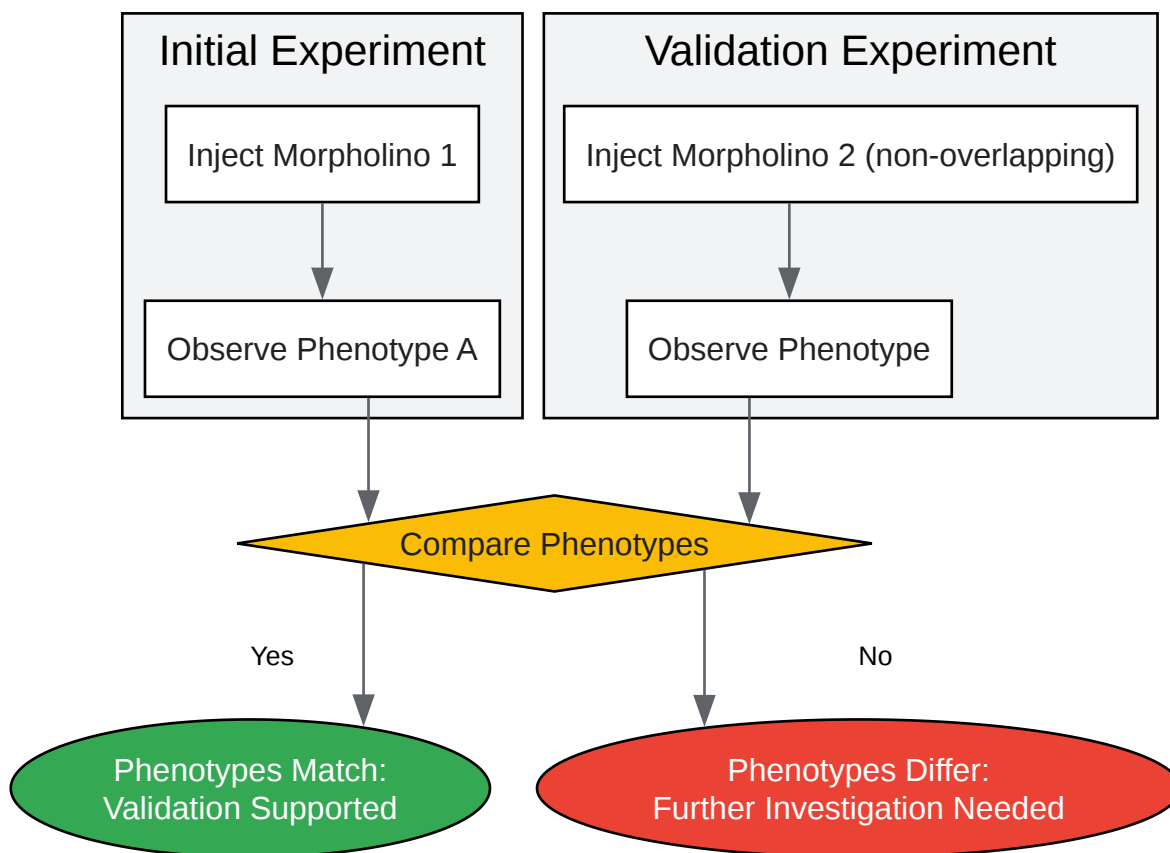 Initial Experiment
Validation Experiment
Inject Morpholino 1
Inject Morpholino 2 (non-overlapping)
Observe Phenotype A
Observe Phenotype
Compare Phenotypes
Yes
No
Phenotypes Match:
Validation Supported
Phenotypes Differ:
Further Investigation Needed